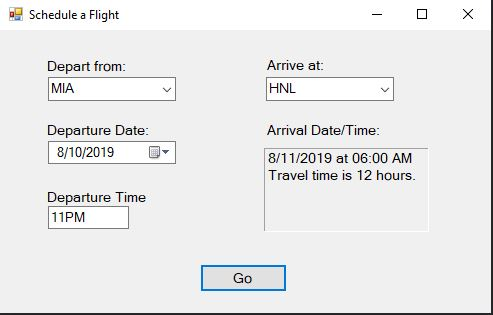 Schedule a Flight
Depart from:
MIA
Arrive at:
HNL
Departure Date:
8/10/2019
Arrival Date/Time:
8/11/2019 at 06:00 AM
Travel time is 12 hours.
Departure Time
11PM
Go